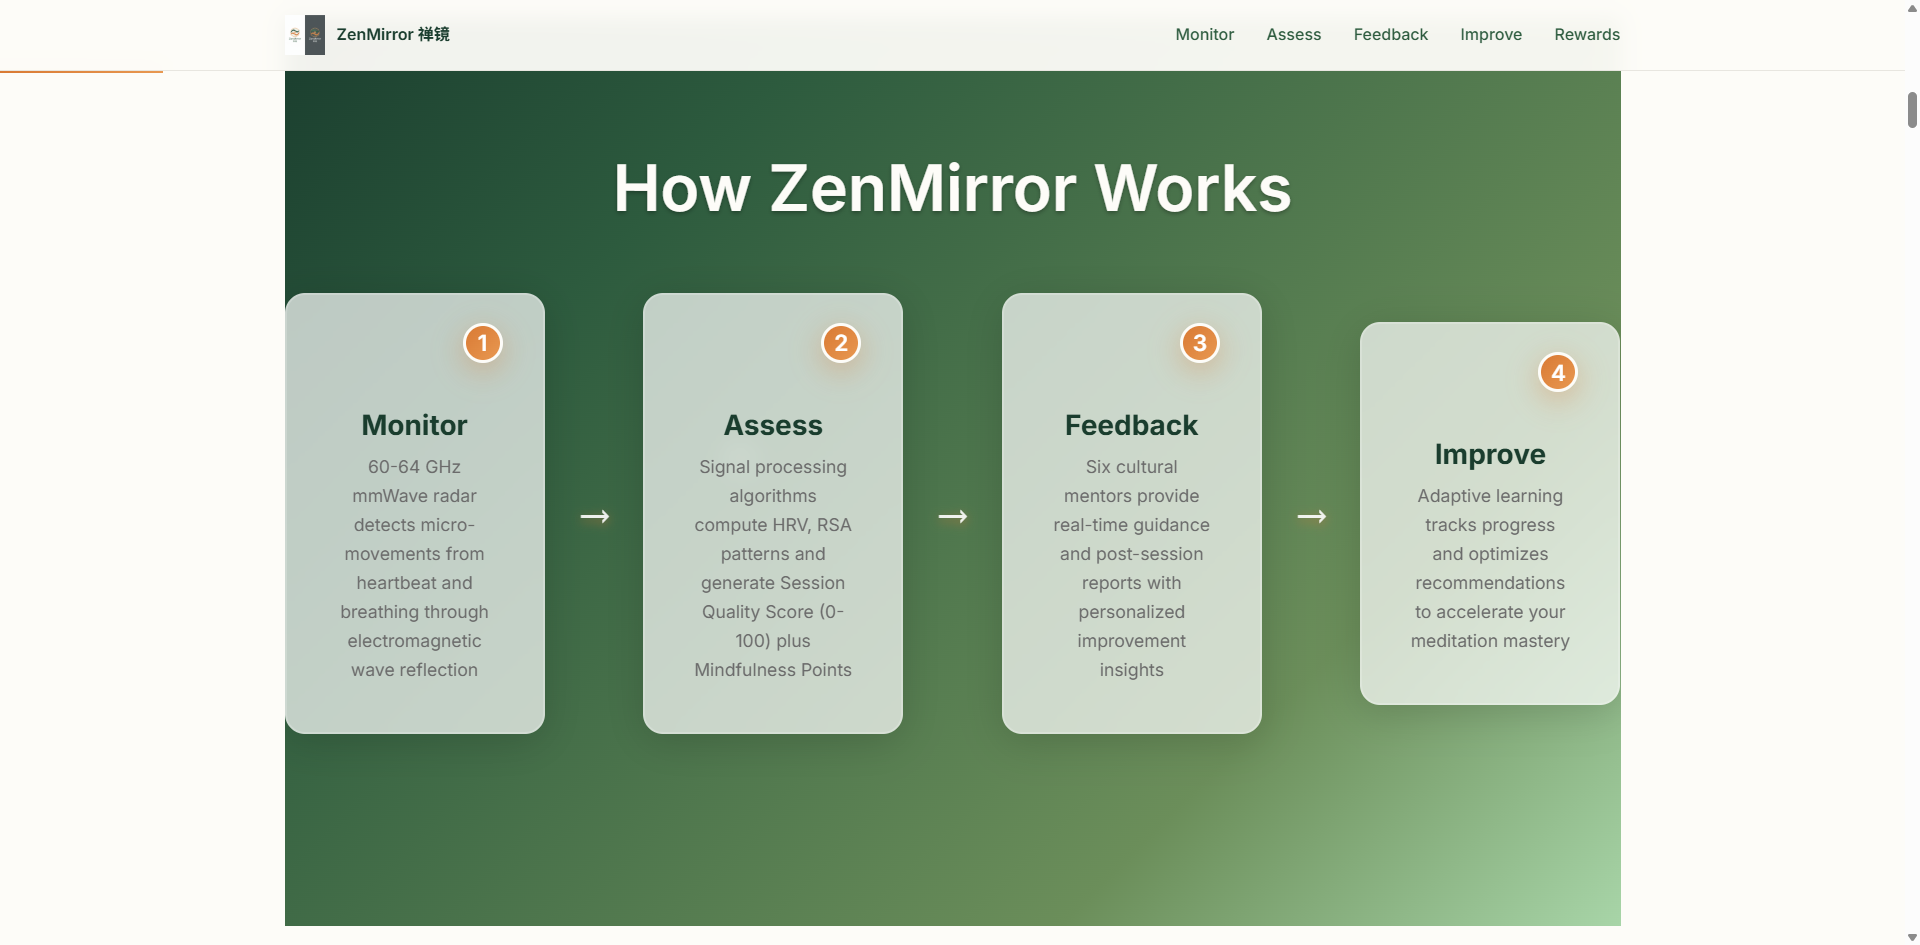 ZenMirror 禅镜
Monitor
Assess
Feedback
Improve
Rewards
How ZenMirror Works
1
Monitor
60-64 GHz
mmWave radar
detects micro-
movements from
heartbeat and
breathing through
electromagnetic
wave reflection
→
2
Assess
Signal processing
algorithms
compute HRV, RSA
patterns and
generate Session
Quality Score (0-
100) plus
Mindfulness Points
→
3
Feedback
Six cultural
mentors provide
real-time guidance
and post-session
reports with
personalized
improvement
insights
→
4
Improve
Adaptive learning
tracks progress
and optimizes
recommendations
to accelerate your
meditation mastery